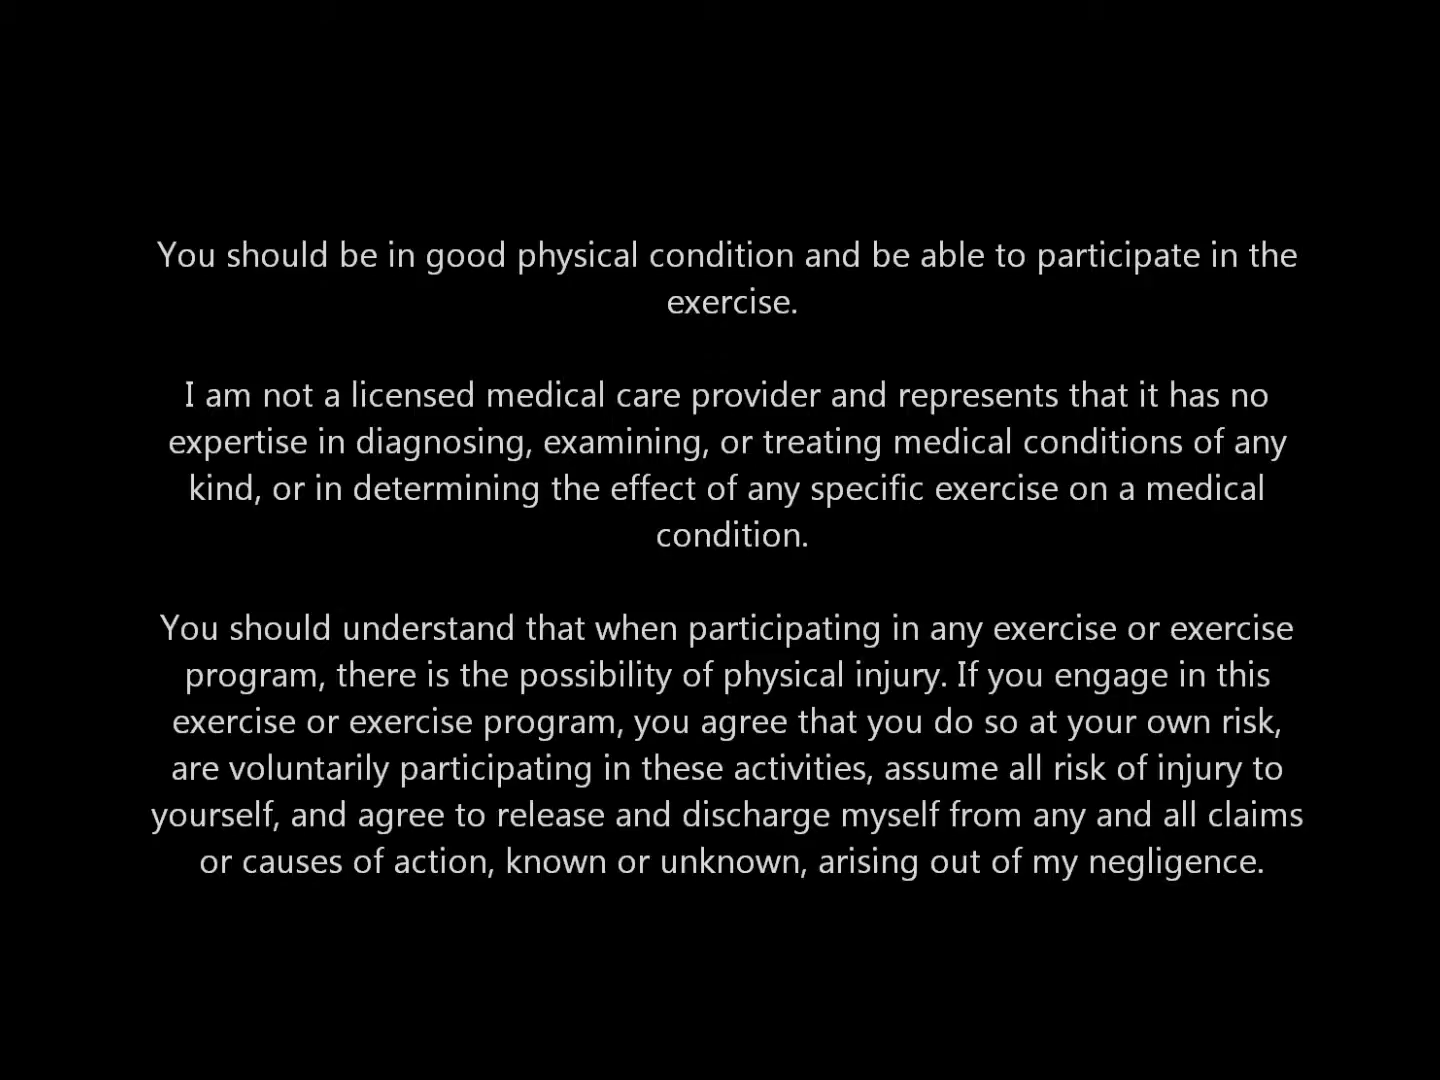 You should be in good physical condition and be able to participate in the
exercise.
I am not a licensed medical care provider and represents that it has no
expertise in diagnosing, examining, or treating medical conditions of any
kind, or in determining the effect of any specific exercise on a medical
condition.
You should understand that when participating in any exercise or exercise
program, there is the possibility of physical injury. If you engage in this
exercise or exercise program, you agree that you do so at your own risk,
are voluntarily participating in these activities, assume all risk of injury to
yourself, and agree to release and discharge myself from any and all claims
or causes of action, known or unknown, arising out of my negligence.